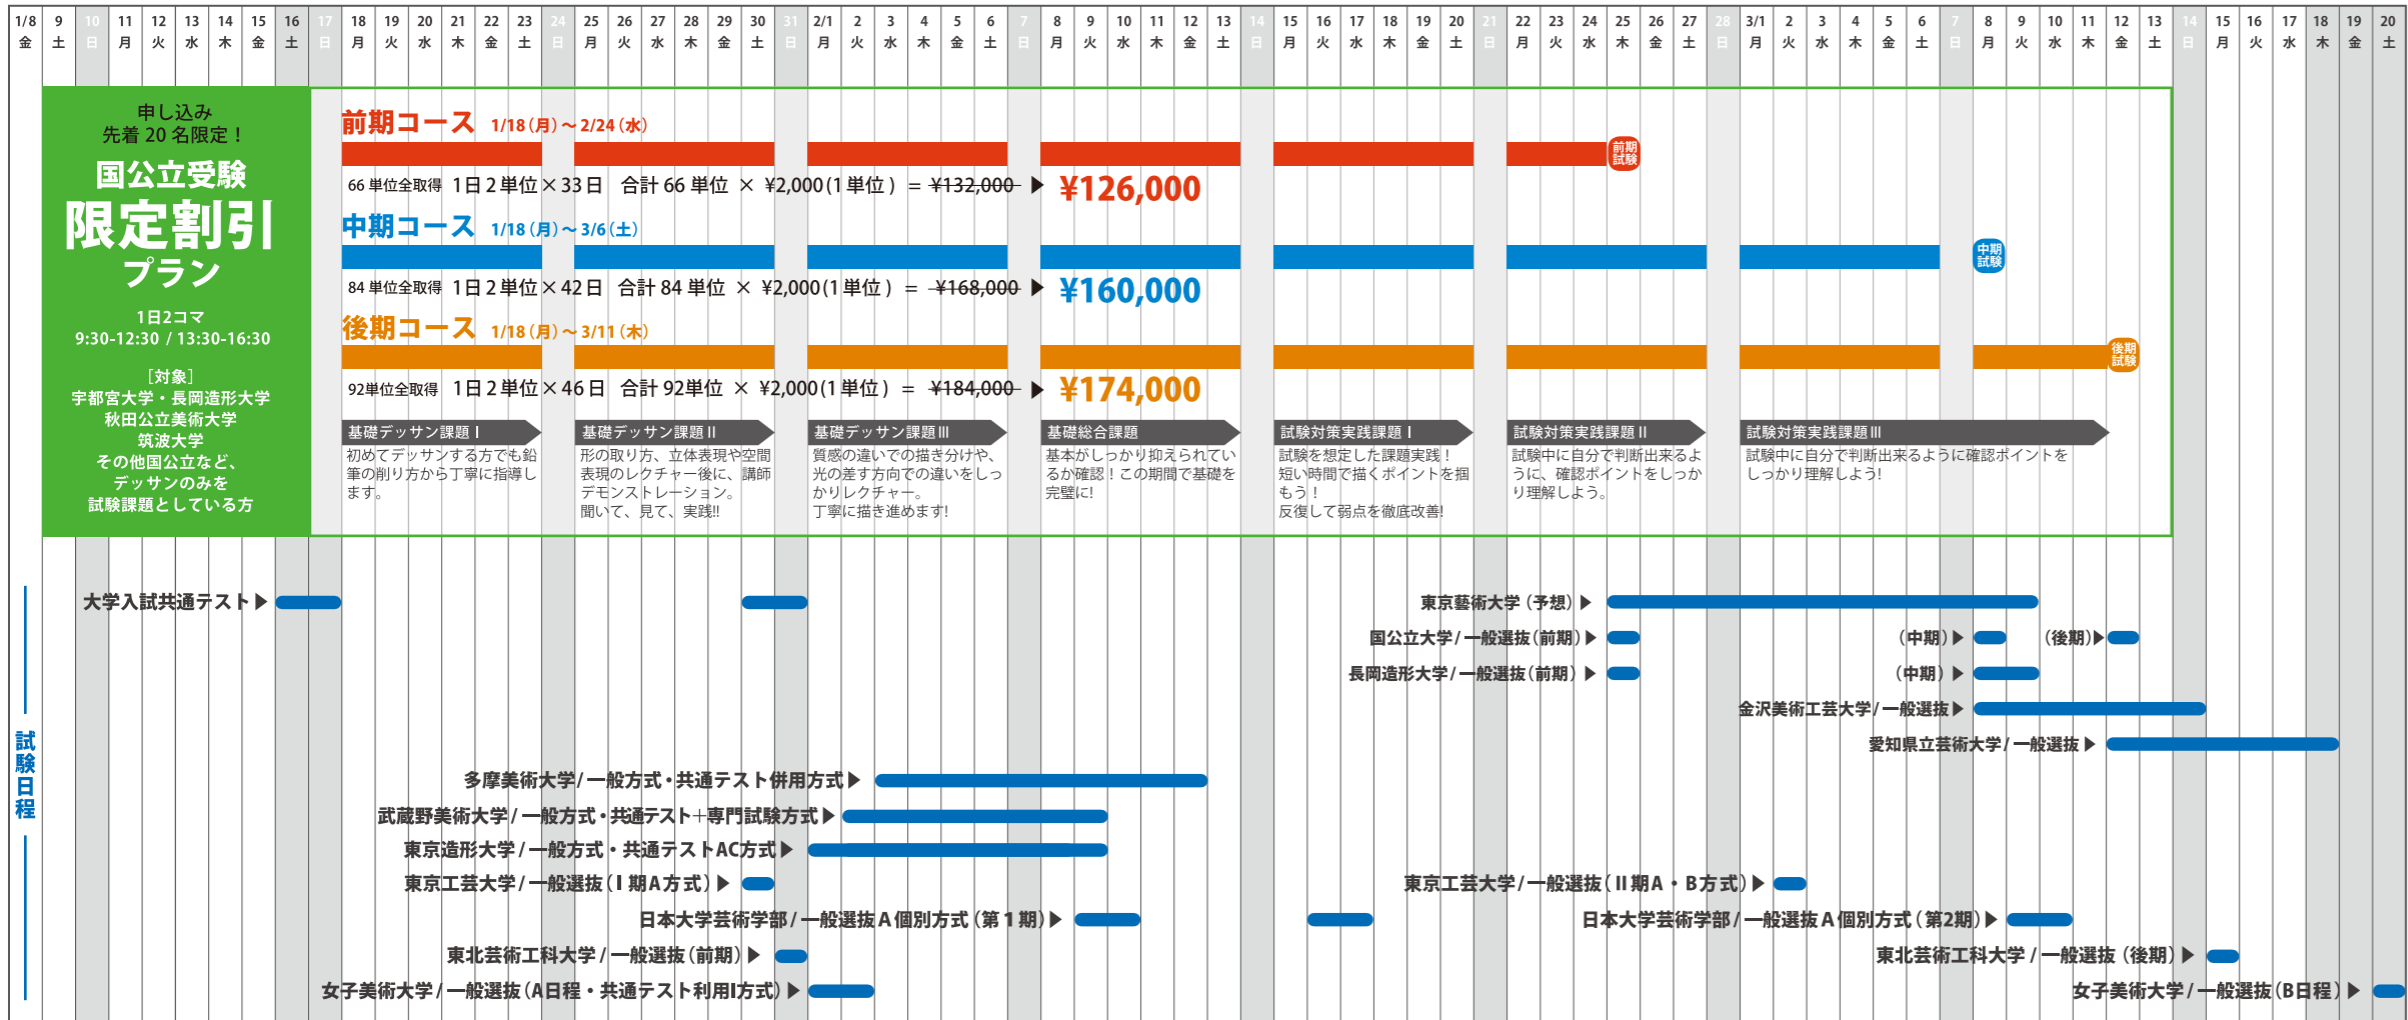 1/8 9 10 11 12 13 14 15 16 17 18 19 20 21 22 23 24 25 26 27 28 29 30 31 2/1 2 3 4 5 6 7 8 9 10 11 12 13 14 15 16 17 18 19 20 21 22 23 24 25 26 27 28 3/1 2 3 4 5 6 7 8 9 10 11 12 13 14 15 16 17 18 19 20
金 土 日 月 火 水 木 金 土 日 月 火 水 木 金 土 日 月 火 水 木 金 土 日 月 火 水 木 金 土 日 月 火 水 木 金 土 日 月 火 水 木 金 土 日 月 火 水 木 金 土 日 月 火 水 木 金 土 日 月 火 水 木 金 土 日 月 火 水 木 金 土
申し込み
先着20名限定！
国公立受験
限定割引
プラン
1日2コマ
9:30-12:30 / 13:30-16:30
［対象］
宇都宮大学・長岡造形大学
秋田公立美術大学
筑波大学
その他国公立など、
デッサンのみを
試験課題としている方
前期コース 1/18（月）～2/24（水）
前期
試験
66単位全取得 1日2単位×33日 合計66単位 × ¥2,000(1単位) = ¥132,000 ▶ ¥126,000
中期コース 1/18（月）～3/6（土）
中期
試験
84単位全取得 1日2単位×42日 合計84単位 × ¥2,000(1単位) = ¥168,000 ▶ ¥160,000
後期コース 1/18（月）～3/11（木）
後期
試験
92単位全取得 1日2単位×46日 合計92単位 × ¥2,000(1単位) = ¥184,000 ▶ ¥174,000
基礎デッサン課題Ⅰ
初めてデッサンする方でも鉛
筆の削り方から丁寧に指導し
ます。
基礎デッサン課題Ⅱ
形の取り方、立体表現や空間
表現のレクチャー後に、講師
デモンストレーション。
聞いて、見て、実践!!
基礎デッサン課題Ⅲ
質感の違いでの描き分けや、
光の差す方向での違いをしっ
かりレクチャー。
丁寧に描き進めます!
基礎総合課題
基本がしっかり抑えられてい
るか確認！この期間で基礎を
完璧に!
試験対策実践課題Ⅰ
試験を想定した課題実践！
短い時間で描くポイントを掴
もう！
反復して弱点を徹底改善!
試験対策実践課題Ⅱ
試験中に自分で判断出来るよ
うに、確認ポイントをしっか
り理解しよう。
試験対策実践課題Ⅲ
試験中に自分で判断出来るように確認ポイントを
しっかり理解しよう!
試験日程
大学入試共通テスト▶
東京藝術大学（予想）▶
国公立大学/一般選抜（前期）▶ （中期）▶ （後期）▶
長岡造形大学/一般選抜（前期）▶ （中期）▶
金沢美術工芸大学/一般選抜▶
愛知県立芸術大学/一般選抜▶
多摩美術大学/一般方式・共通テスト併用方式▶
武蔵野美術大学/一般方式・共通テスト＋専門試験方式▶
東京造形大学/一般方式・共通テストAC方式▶
東京工芸大学/一般選抜（Ⅰ期A方式）▶ 東京工芸大学/一般選抜（Ⅱ期A・B方式）▶
日本大学芸術学部/一般選抜A個別方式（第1期）▶ 日本大学芸術学部/一般選抜A個別方式（第2期）▶
東北芸術工科大学/一般選抜（前期）▶ 東北芸術工科大学/一般選抜（後期）▶
女子美術大学/一般選抜（A日程・共通テスト利用Ⅰ方式）▶ 女子美術大学/一般選抜（B日程）▶